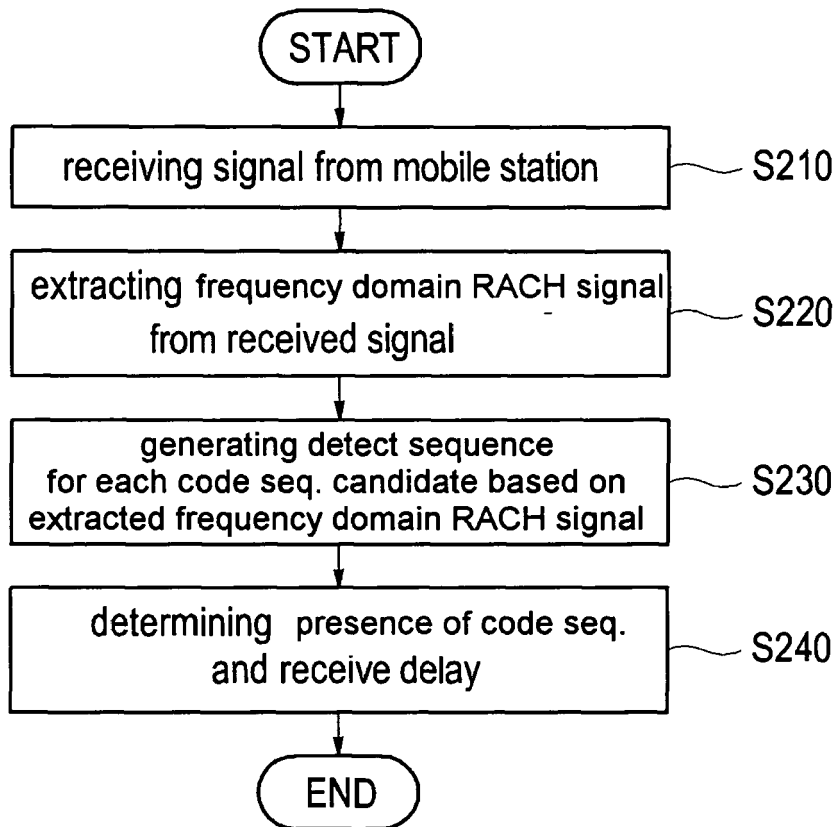 START
receiving signal from mobile station
S210
extracting frequency domain RACH signal
from received signal
S220
generating detect sequence
for each code seq. candidate based on
extracted frequency domain RACH signal
S230
determining presence of code seq.
and receive delay
S240
END